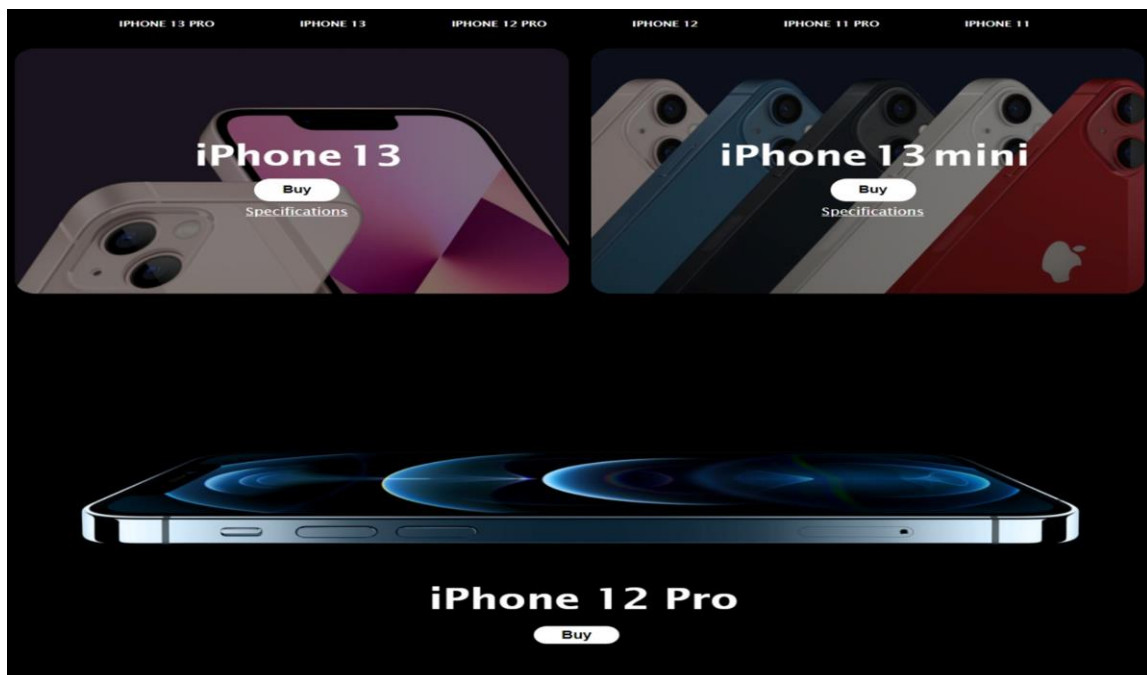 IPHONE 13 PRO IPHONE 13 IPHONE 12 PRO IPHONE 12 IPHONE 11 PRO IPHONE 11
iPhone 13
Buy
Specifications
iPhone 13 mini
Buy
Specifications
iPhone 12 Pro
Buy